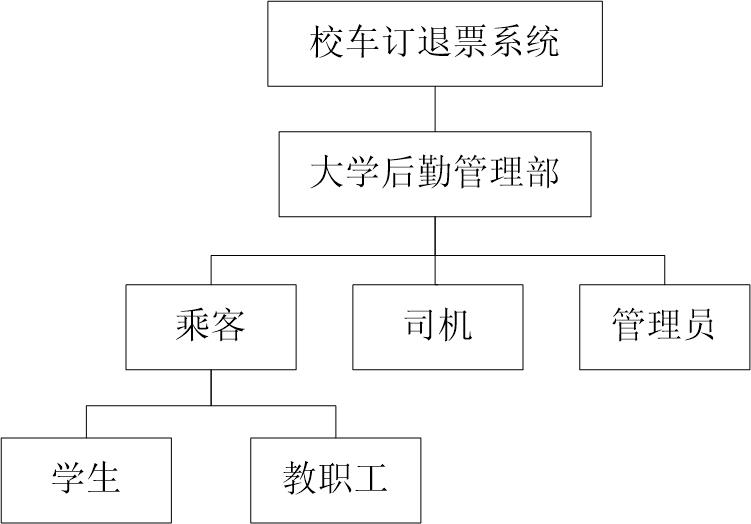 校车订退票系统
大学后勤管理部
乘客
司机
管理员
学生
教职工